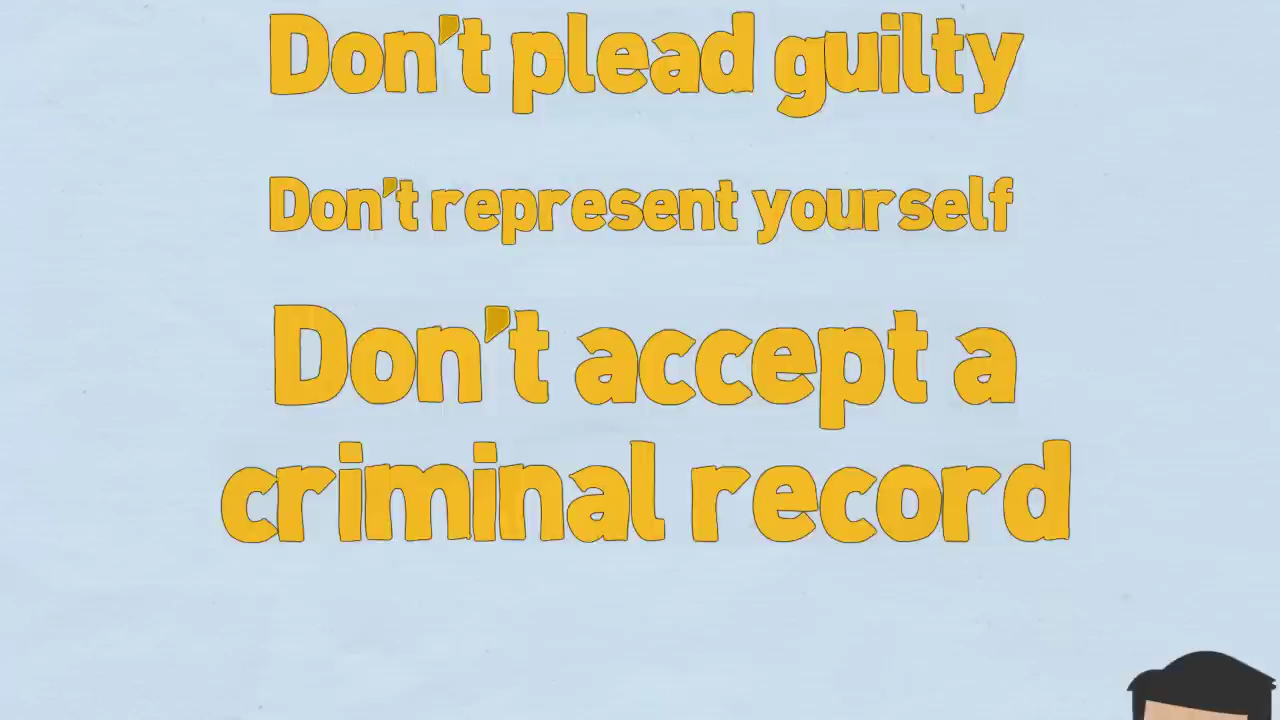 Don't plead guilty
Don't represent yourself
Don't accept a
criminal record